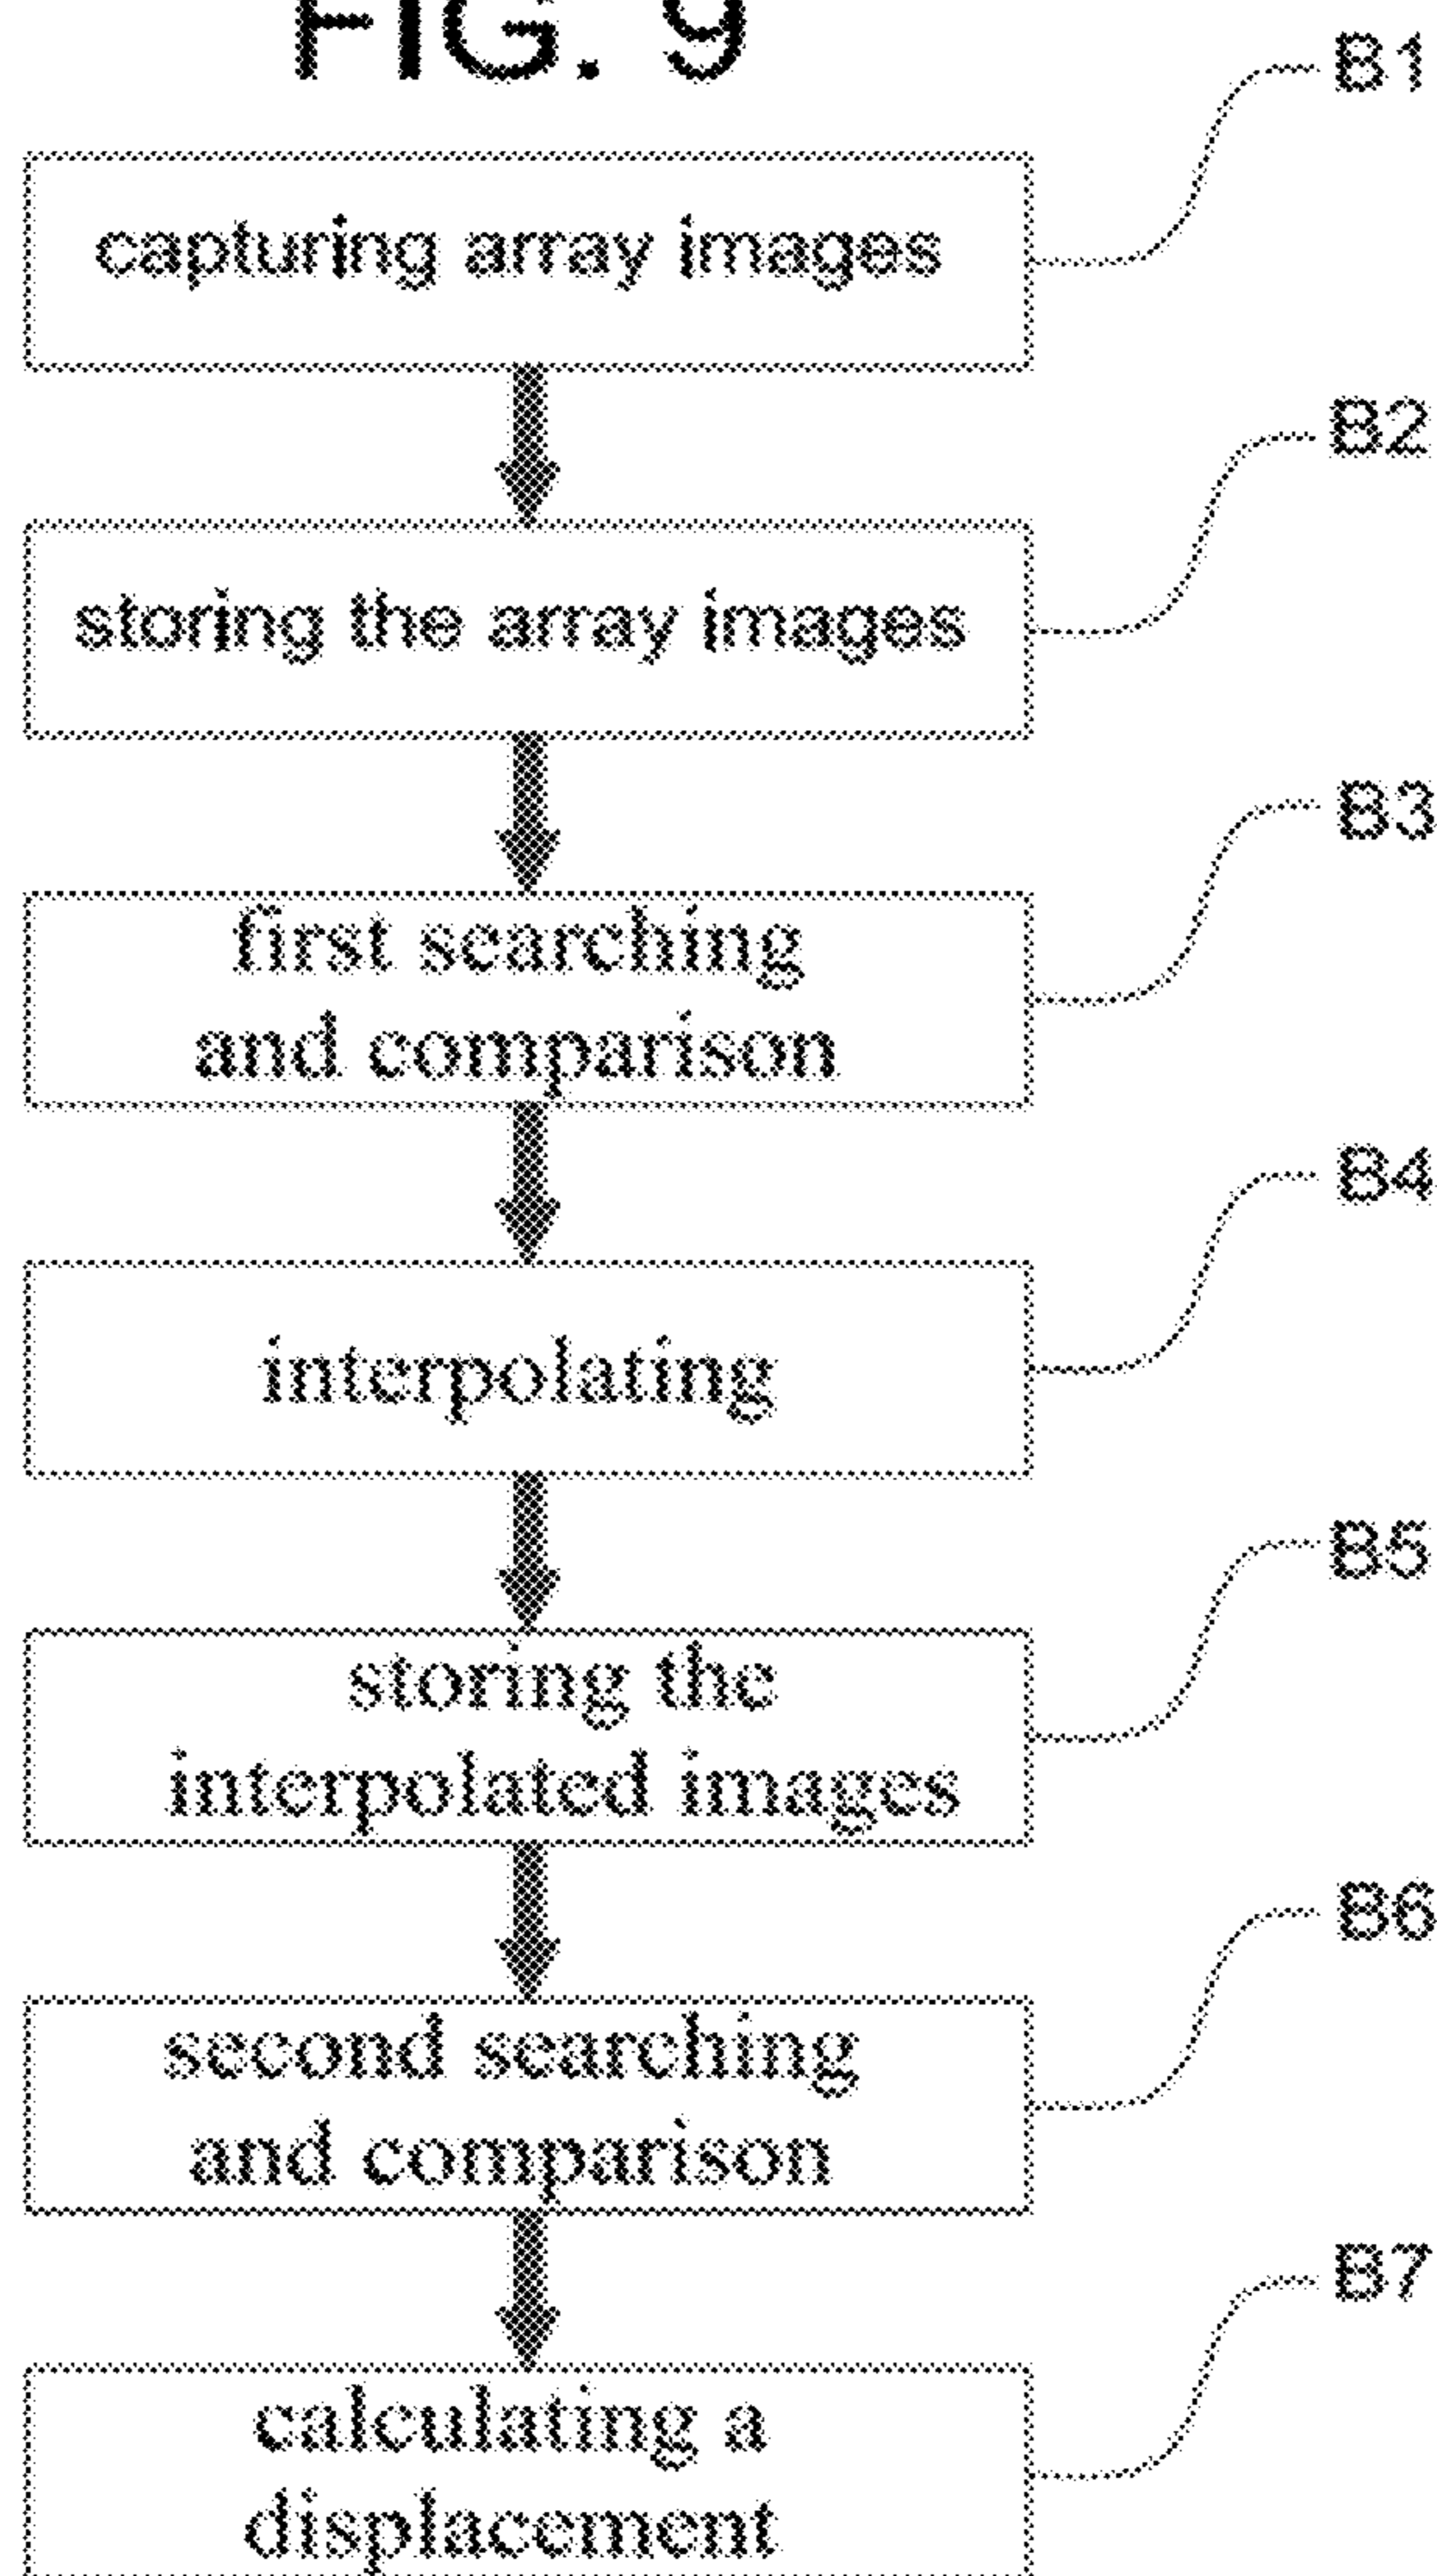 FIG. 9
B1
capturing array images
B2
storing the array images
B3
first searching
and comparison
B4
interpolating
B5
storing the
interpolated images
B6
second searching
and comparison
B7
calculating a
displacement